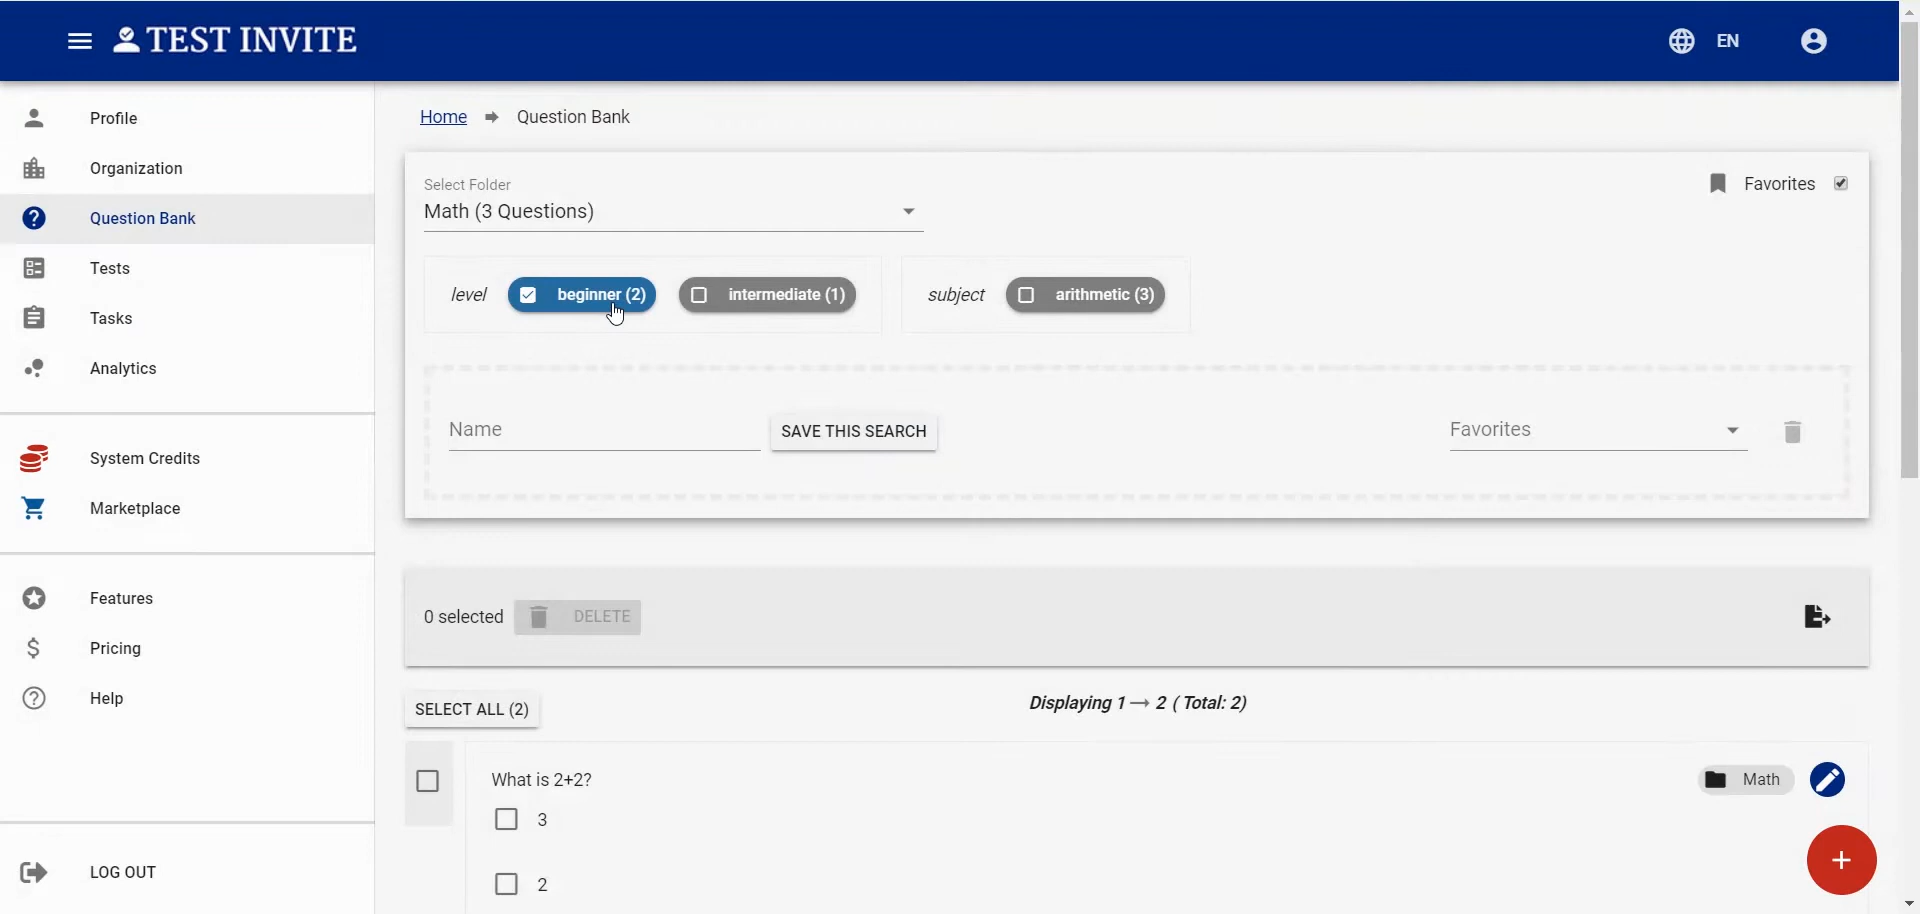 TEST INVITE
EN
Profile
Organization
Question Bank
Tests
Tasks
Analytics
System Credits
Marketplace
Features
Pricing
Help
LOG OUT
Home Question Bank
Select Folder
Math (3 Questions)
Favorites
level beginner (2) intermediate (1) subject arithmetic (3)
Name SAVE THIS SEARCH Favorites
0 selected DELETE
SELECT ALL (2)
Displaying 1 → 2 ( Total: 2)
What is 2+2? Math
3
2